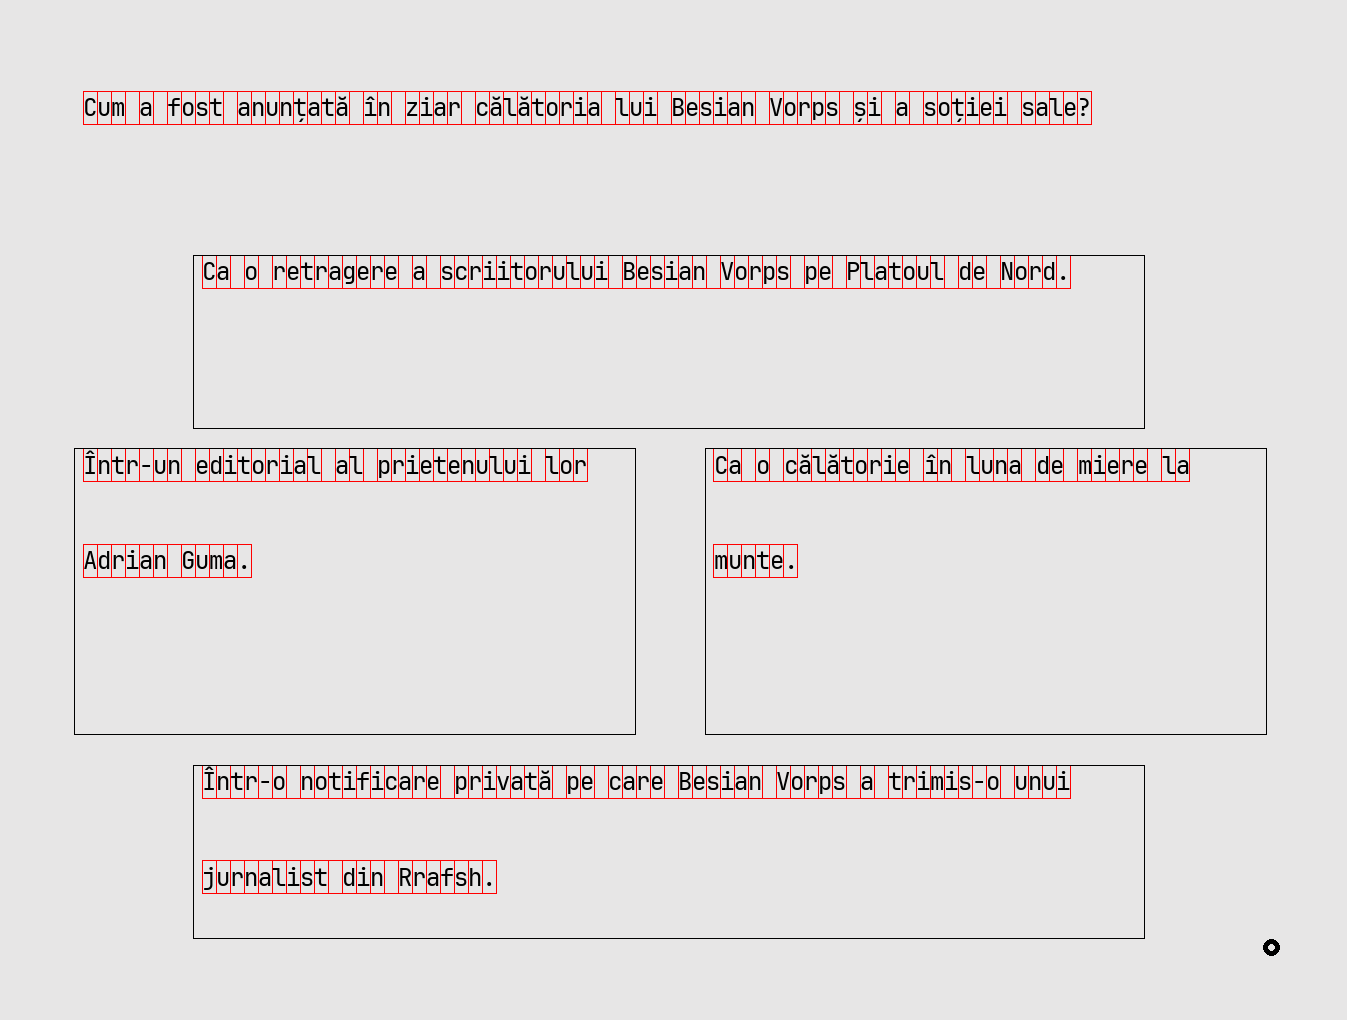 Cum a fost anunțată în ziar călătoria lui Besian Vorps și a soției sale?
Ca o retragere a scriitorului Besian Vorps pe Platoul de Nord.
Într-un editorial al prietenului lor
Adrian Guma.
Ca o călătorie în luna de miere la
munte.
Într-o notificare privată pe care Besian Vorps a trimis-o unui
jurnalist din Rrafsh.